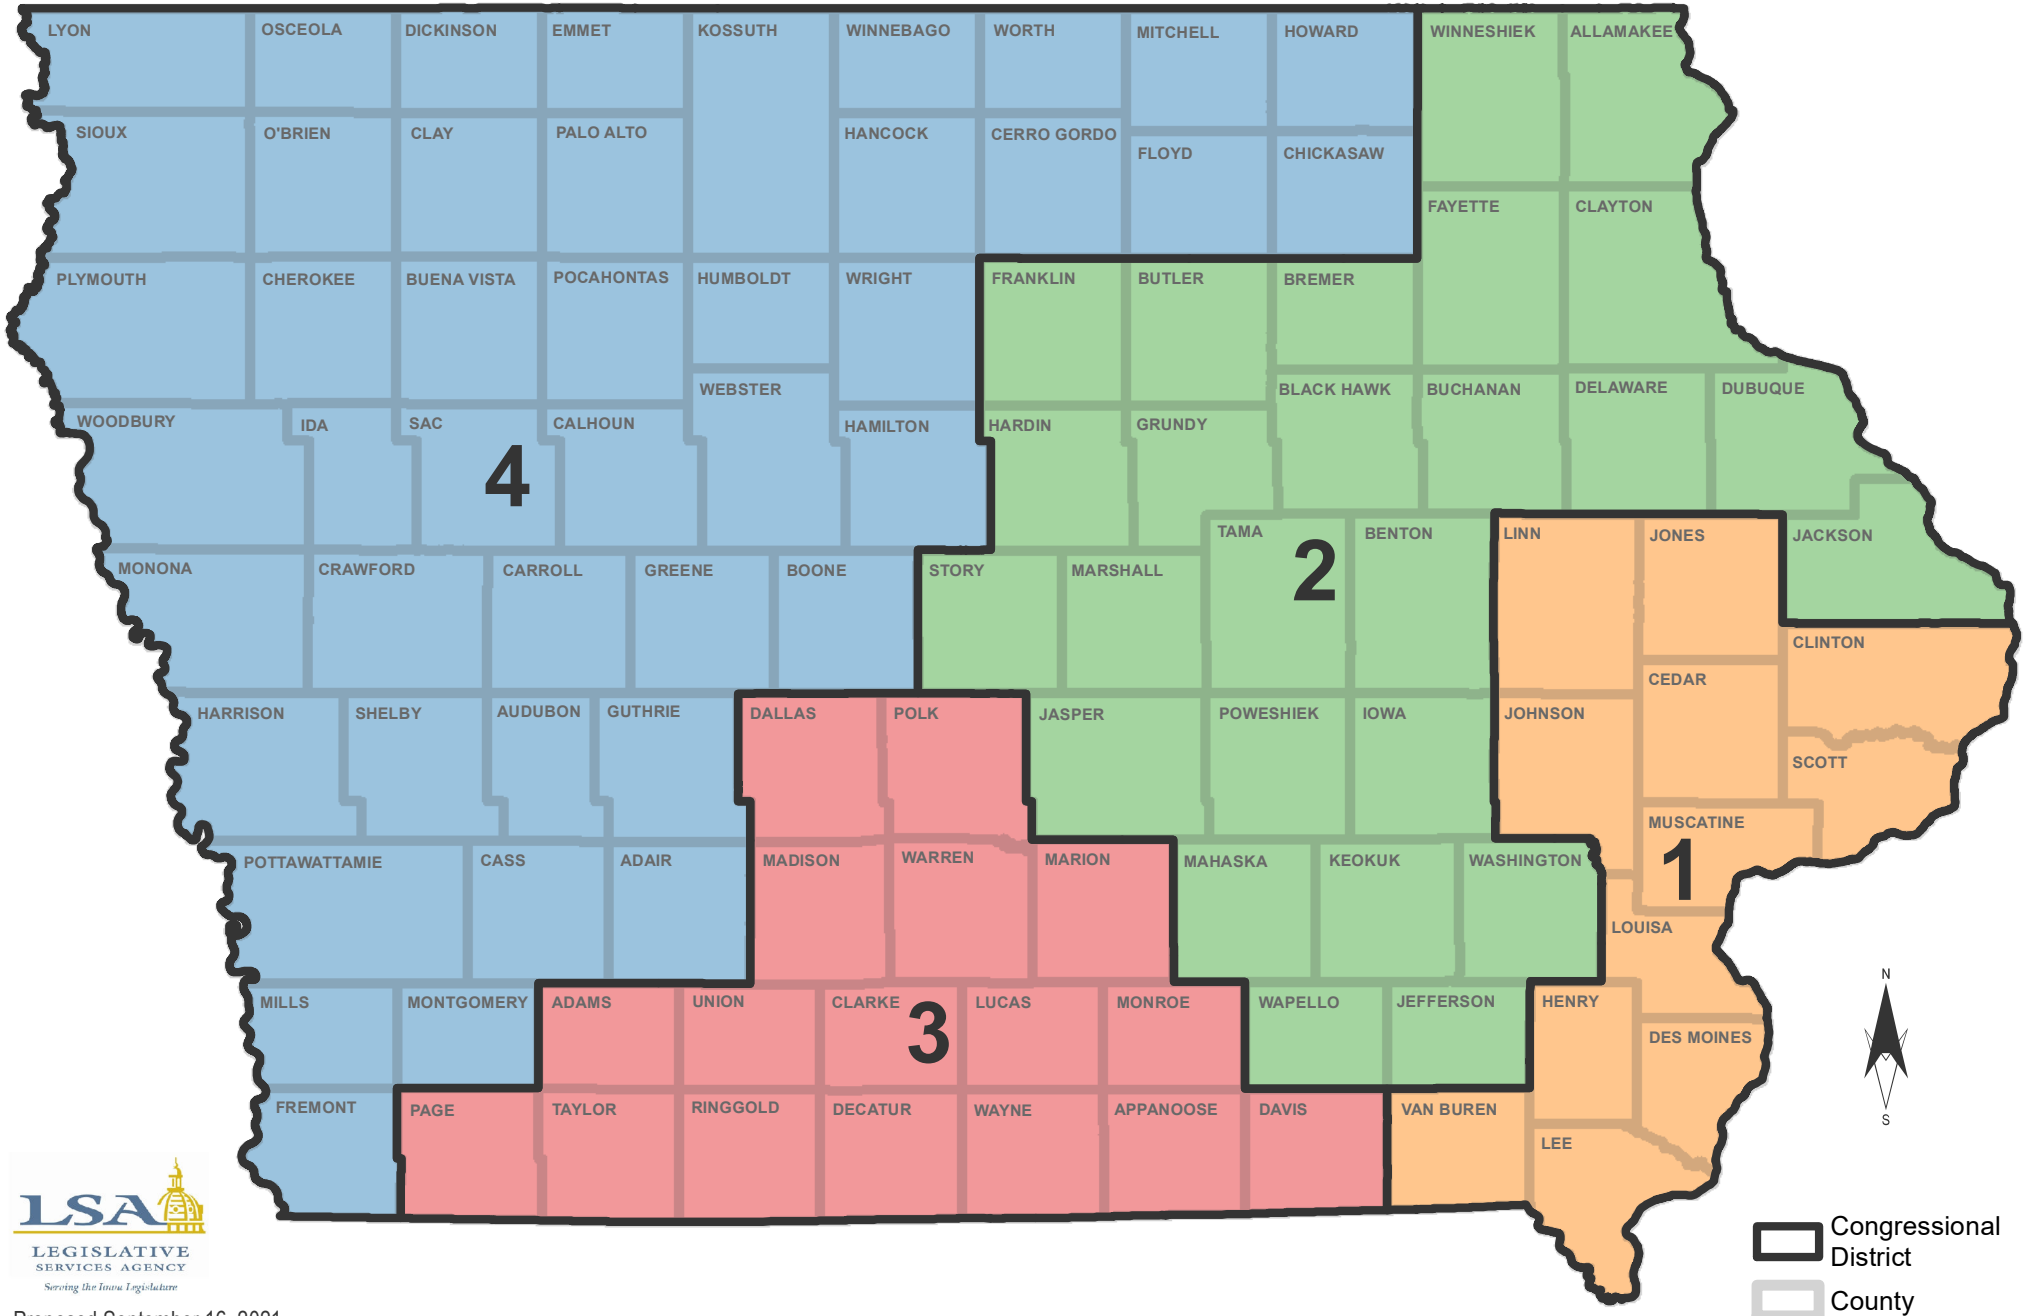 LYON
OSCEOLA
DICKINSON
EMMET
KOSSUTH
WINNEBAGO
WORTH
MITCHELL
HOWARD
WINNESHIEK
ALLAMAKEE
SIOUX
O'BRIEN
CLAY
PALO ALTO
HANCOCK
CERRO GORDO
FLOYD
CHICKASAW
FAYETTE
CLAYTON
PLYMOUTH
CHEROKEE
BUENA VISTA
POCAHONTAS
HUMBOLDT
WRIGHT
FRANKLIN
BUTLER
BREMER
WEBSTER
BLACK HAWK
BUCHANAN
DELAWARE
DUBUQUE
WOODBURY
IDA
SAC
CALHOUN
HAMILTON
HARDIN
GRUNDY
4
TAMA
BENTON
LINN
JONES
JACKSON
2
MONONA
CRAWFORD
CARROLL
GREENE
BOONE
STORY
MARSHALL
CLINTON
CEDAR
HARRISON
SHELBY
AUDUBON
GUTHRIE
DALLAS
POLK
JASPER
POWESHIEK
IOWA
JOHNSON
SCOTT
MUSCATINE
1
POTTAWATTAMIE
CASS
ADAIR
MADISON
WARREN
MARION
MAHASKA
KEOKUK
WASHINGTON
LOUISA
MILLS
MONTGOMERY
ADAMS
UNION
CLARKE
LUCAS
MONROE
WAPELLO
JEFFERSON
HENRY
3
DES MOINES
FREMONT
PAGE
TAYLOR
RINGGOLD
DECATUR
WAYNE
APPANOOSE
DAVIS
VAN BUREN
LEE
N
S
LSA
LEGISLATIVE
SERVICES AGENCY
Serving the Iowa Legislature
Proposed September 16, 2021
Congressional
District
County